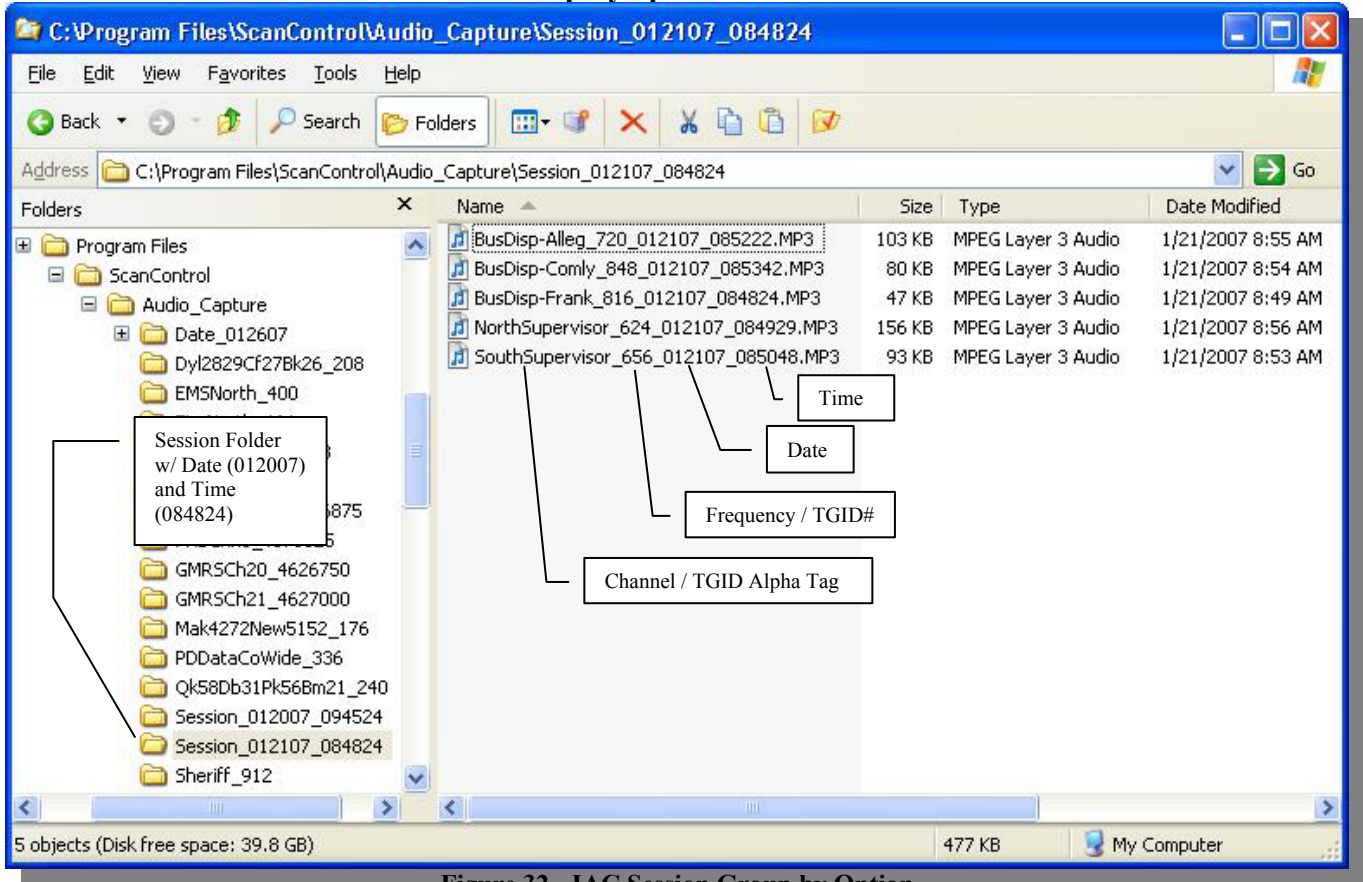 C:\Program Files\ScanControl\Audio_Capture\Session_012107_084824
File Edit View Favorites Tools Help
Back Search Folders
Address C:\Program Files\ScanControl\Audio_Capture\Session_012107_084824 Go
Folders
Program Files
ScanControl
Audio_Capture
Date_012607
Dyl2829Cf27Bk26_208
EMSNorth_400
Session Folder
w/ Date (012007)
and Time
(084824)
GMRSCh20_4626750
GMRSCh21_4627000
Mak4272New5152_176
PDDataCoWide_336
Qk58Db31Pk56Bm21_240
Session_012007_094524
Session_012107_084824
Sheriff_912
Name Size Type Date Modified
BusDisp-Alleg_720_012107_085222.MP3 103 KB MPEG Layer 3 Audio 1/21/2007 8:55 AM
BusDisp-Comly_848_012107_085342.MP3 80 KB MPEG Layer 3 Audio 1/21/2007 8:54 AM
BusDisp-Frank_816_012107_084824.MP3 47 KB MPEG Layer 3 Audio 1/21/2007 8:49 AM
NorthSupervisor_624_012107_084929.MP3 156 KB MPEG Layer 3 Audio 1/21/2007 8:56 AM
SouthSupervisor_656_012107_085048.MP3 93 KB MPEG Layer 3 Audio 1/21/2007 8:53 AM
Time
Date
Frequency / TGID#
Channel / TGID Alpha Tag
5 objects (Disk free space: 39.8 GB) 477 KB My Computer